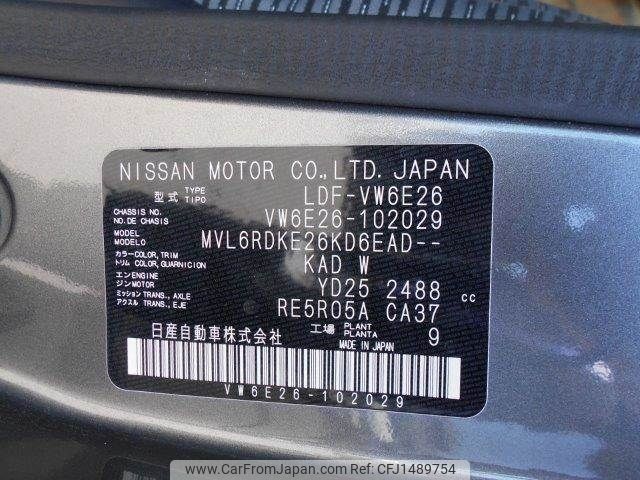 NISSAN MOTOR CO., LTD. JAPAN
型式 TYPE TIPO LDF-VW6E26
CHASSIS NO. NO. DE CHASIS VW6E26-102029
MODEL MODELO MVL6RDKE26KD6EAD--
カラー COLOR, TRIM トリム COLOR, GUARNICION KAD W
エンジン ENGINE MOTOR YD25 2488 cc
ミッション TRANS., AXLE アクスル TRANS., EJE RE5R05A CA37
日産自動車株式会社 工場 PLANT PLANTA 9
MADE IN JAPAN
VW6E26-102029
www.CARFROMJAPAN.com ID:CFJ1489754